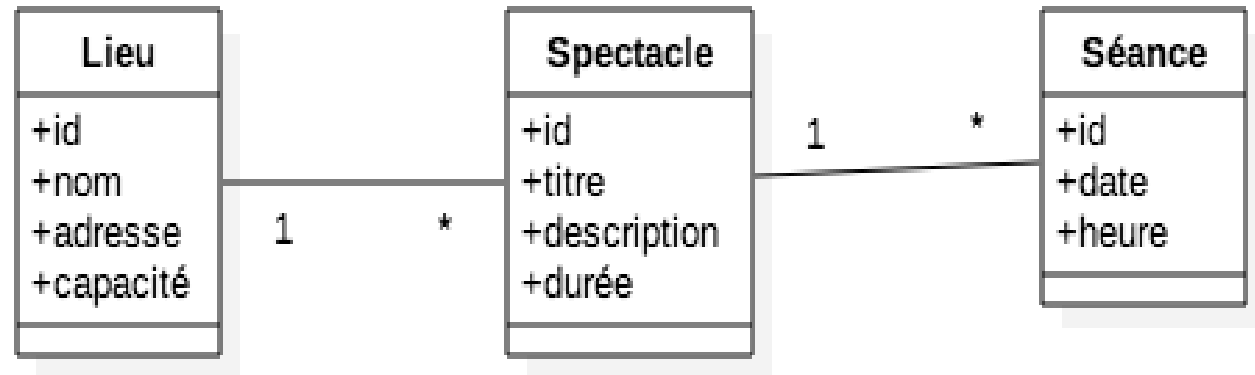 Lieu
+id
+nom
+adresse
+capacité
1
*
Spectacle
+id
+titre
+description
+durée
1
*
Séance
+id
+date
+heure